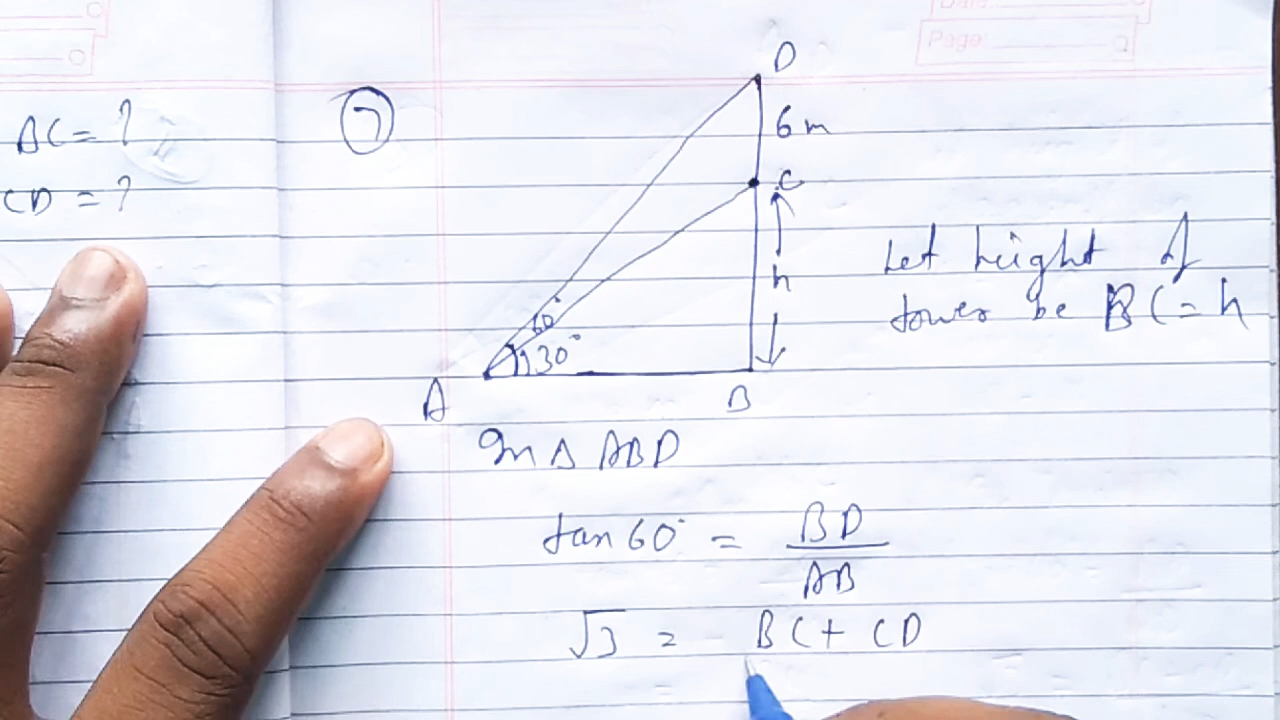 BC = ?
CD = ?
7
Page:
D
6 m
C
h
Let height of
tower be BC = h
60°
30°
A
B
In Δ ABD
tan 60° = BD
AB
√3 = BC + CD